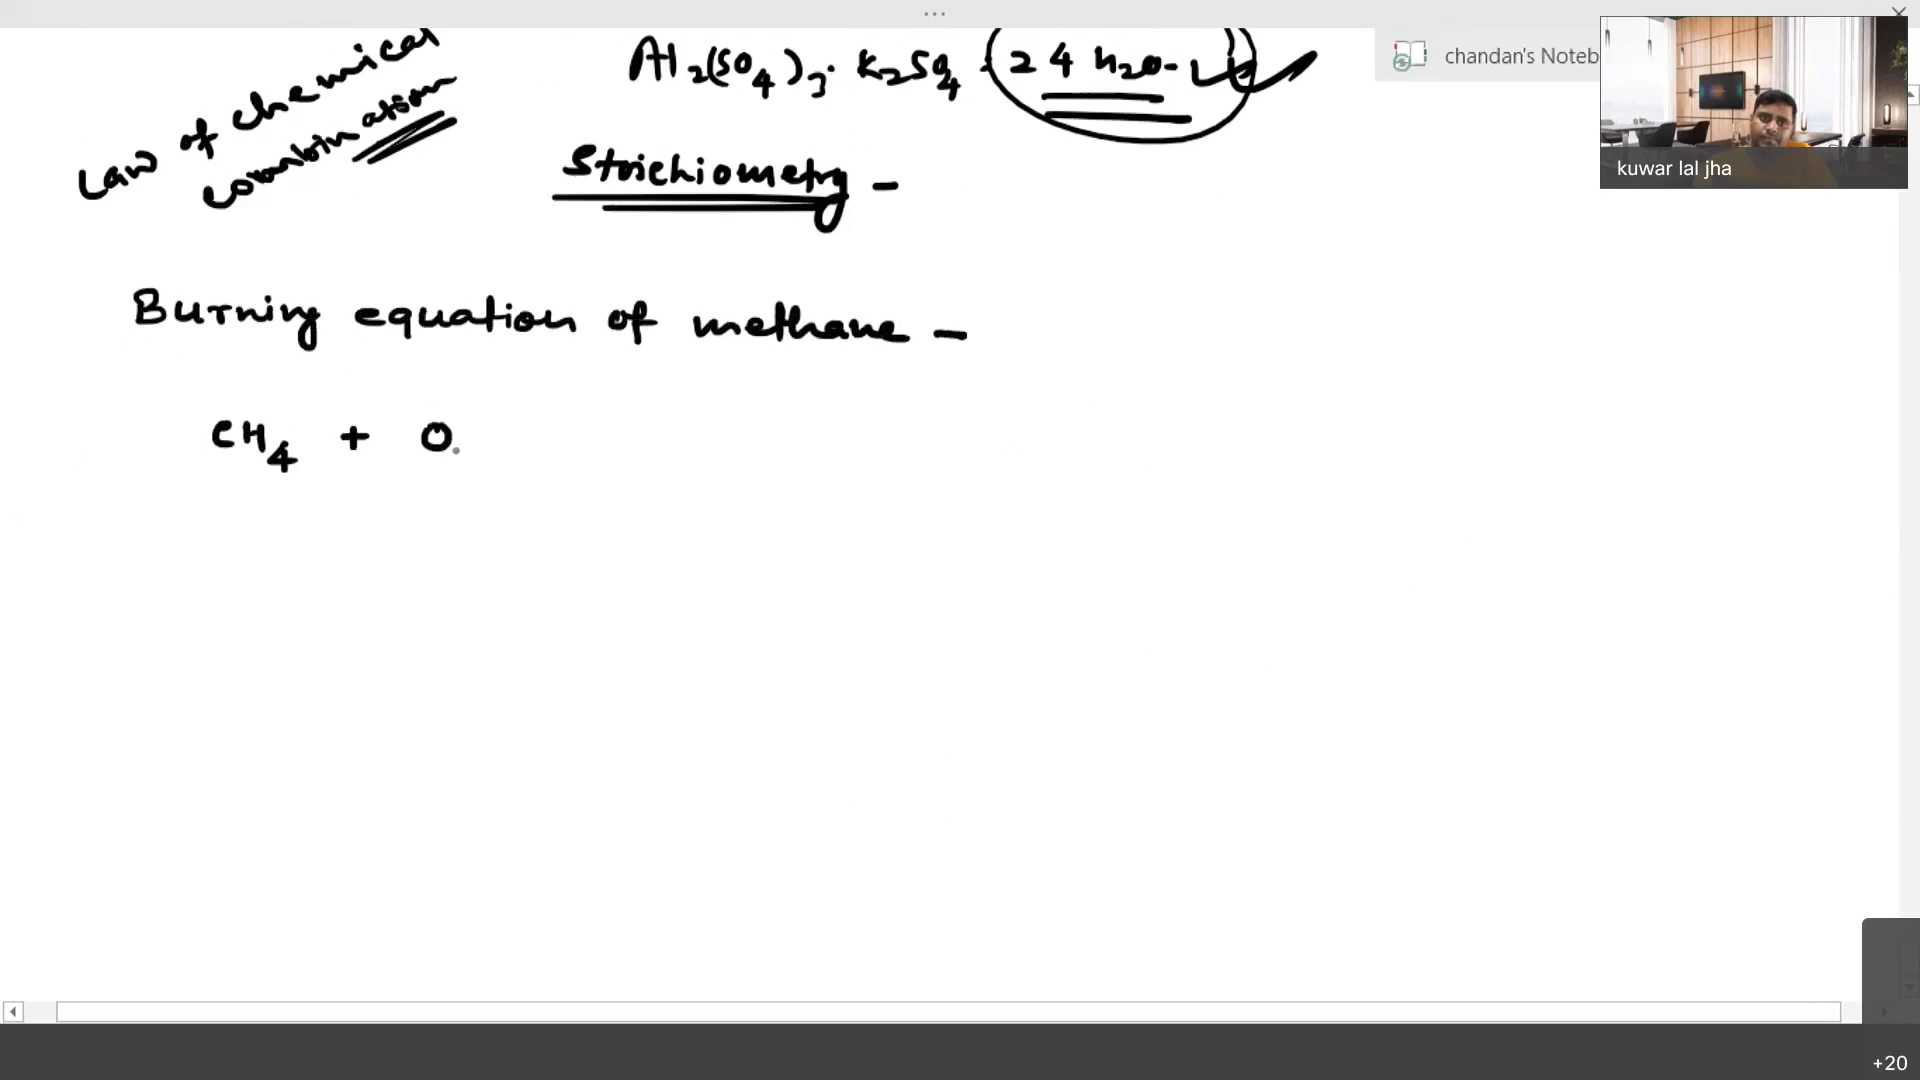 Law of chemical
combination
Al₂(SO₄)₃. K₂SO₄ . 24 H₂O-
chandan's Noteb
kuwar lal jha
Stoichiometry -
Burning equation of methane -
CH₄ + O
+20